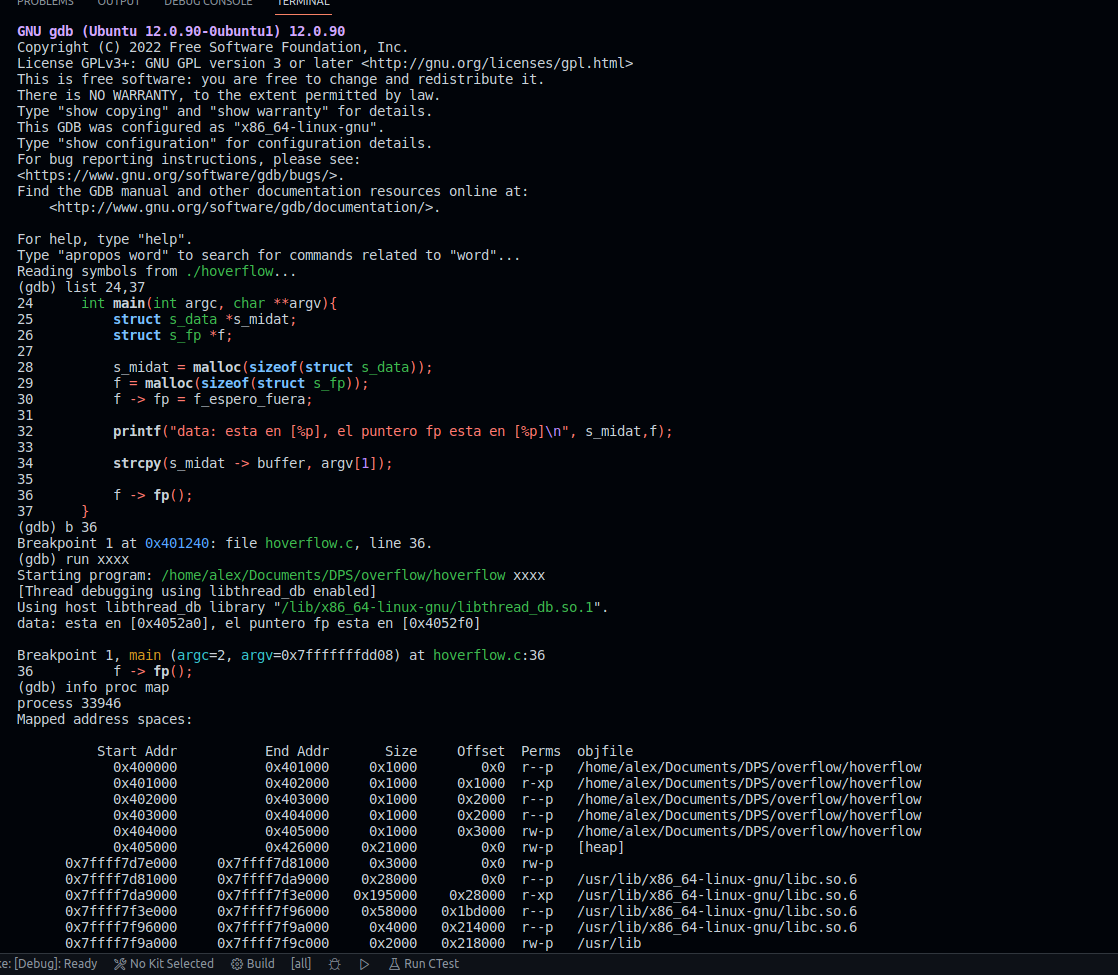 PROBLEMS OUTPUT DEBUG CONSOLE TERMINAL
GNU gdb (Ubuntu 12.0.90-0ubuntu1) 12.0.90
Copyright (C) 2022 Free Software Foundation, Inc.
License GPLv3+: GNU GPL version 3 or later <http://gnu.org/licenses/gpl.html>
This is free software: you are free to change and redistribute it.
There is NO WARRANTY, to the extent permitted by law.
Type "show copying" and "show warranty" for details.
This GDB was configured as "x86_64-linux-gnu".
Type "show configuration" for configuration details.
For bug reporting instructions, please see:
<https://www.gnu.org/software/gdb/bugs/>.
Find the GDB manual and other documentation resources online at:
    <http://www.gnu.org/software/gdb/documentation/>.

For help, type "help".
Type "apropos word" to search for commands related to "word"...
Reading symbols from ./hoverflow...
(gdb) list 24,37
24      int main(int argc, char **argv){
25          struct s_data *s_midat;
26          struct s_fp *f;
27
28          s_midat = malloc(sizeof(struct s_data));
29          f = malloc(sizeof(struct s_fp));
30          f -> fp = f_espero_fuera;
31
32          printf("data: esta en [%p], el puntero fp esta en [%p]\n", s_midat,f);
33
34          strcpy(s_midat -> buffer, argv[1]);
35
36          f -> fp();
37      }
(gdb) b 36
Breakpoint 1 at 0x401240: file hoverflow.c, line 36.
(gdb) run xxxx
Starting program: /home/alex/Documents/DPS/overflow/hoverflow xxxx
[Thread debugging using libthread_db enabled]
Using host libthread_db library "/lib/x86_64-linux-gnu/libthread_db.so.1".
data: esta en [0x4052a0], el puntero fp esta en [0x4052f0]

Breakpoint 1, main (argc=2, argv=0x7fffffffdd08) at hoverflow.c:36
36          f -> fp();
(gdb) info proc map
process 33946
Mapped address spaces:

          Start Addr           End Addr       Size     Offset  Perms  objfile
            0x400000           0x401000     0x1000        0x0  r--p   /home/alex/Documents/DPS/overflow/hoverflow
            0x401000           0x402000     0x1000     0x1000  r-xp   /home/alex/Documents/DPS/overflow/hoverflow
            0x402000           0x403000     0x1000     0x2000  r--p   /home/alex/Documents/DPS/overflow/hoverflow
            0x403000           0x404000     0x1000     0x2000  r--p   /home/alex/Documents/DPS/overflow/hoverflow
            0x404000           0x405000     0x1000     0x3000  rw-p   /home/alex/Documents/DPS/overflow/hoverflow
            0x405000           0x426000    0x21000        0x0  rw-p   [heap]
      0x7ffff7d7e000     0x7ffff7d81000     0x3000        0x0  rw-p
      0x7ffff7d81000     0x7ffff7da9000    0x28000        0x0  r--p   /usr/lib/x86_64-linux-gnu/libc.so.6
      0x7ffff7da9000     0x7ffff7f3e000   0x195000    0x28000  r-xp   /usr/lib/x86_64-linux-gnu/libc.so.6
      0x7ffff7f3e000     0x7ffff7f96000    0x58000   0x1bd000  r--p   /usr/lib/x86_64-linux-gnu/libc.so.6
      0x7ffff7f96000     0x7ffff7f9a000     0x4000   0x214000  r--p   /usr/lib/x86_64-linux-gnu/libc.so.6
      0x7ffff7f9a000     0x7ffff7f9c000     0x2000   0x218000  rw-p   /usr/lib
ke: [Debug]: Ready No Kit Selected Build [all] Run CTest